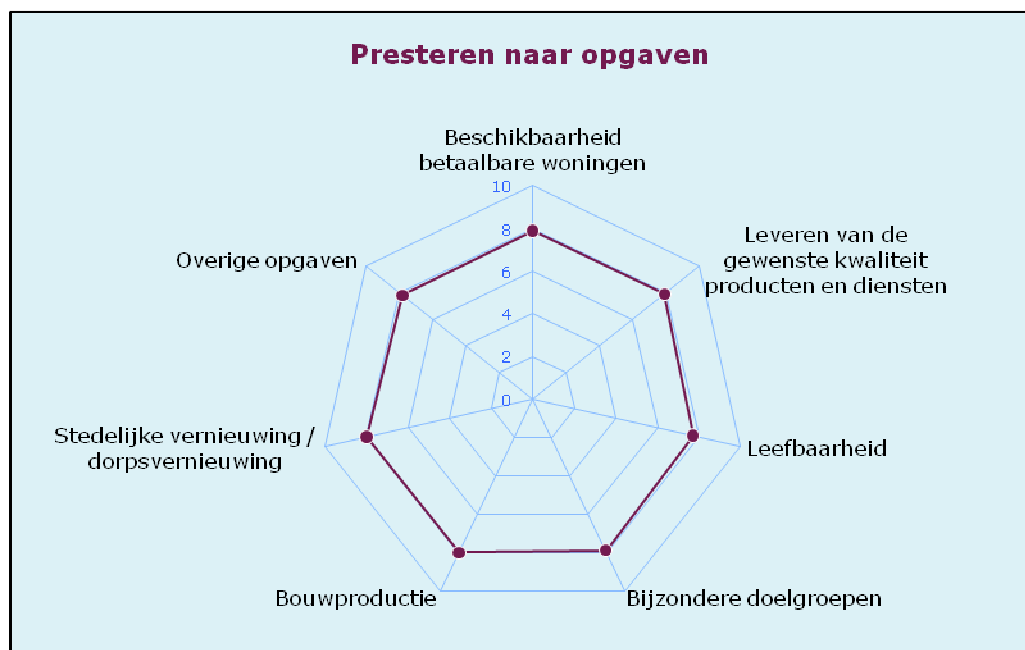 Presteren naar opgaven
Beschikbaarheid
betaalbare woningen
10
8
6
4
2
0
Leveren van de
gewenste kwaliteit
producten en diensten
Leefbaarheid
Bijzondere doelgroepen
Bouwproductie
Stedelijke vernieuwing /
dorpsvernieuwing
Overige opgaven